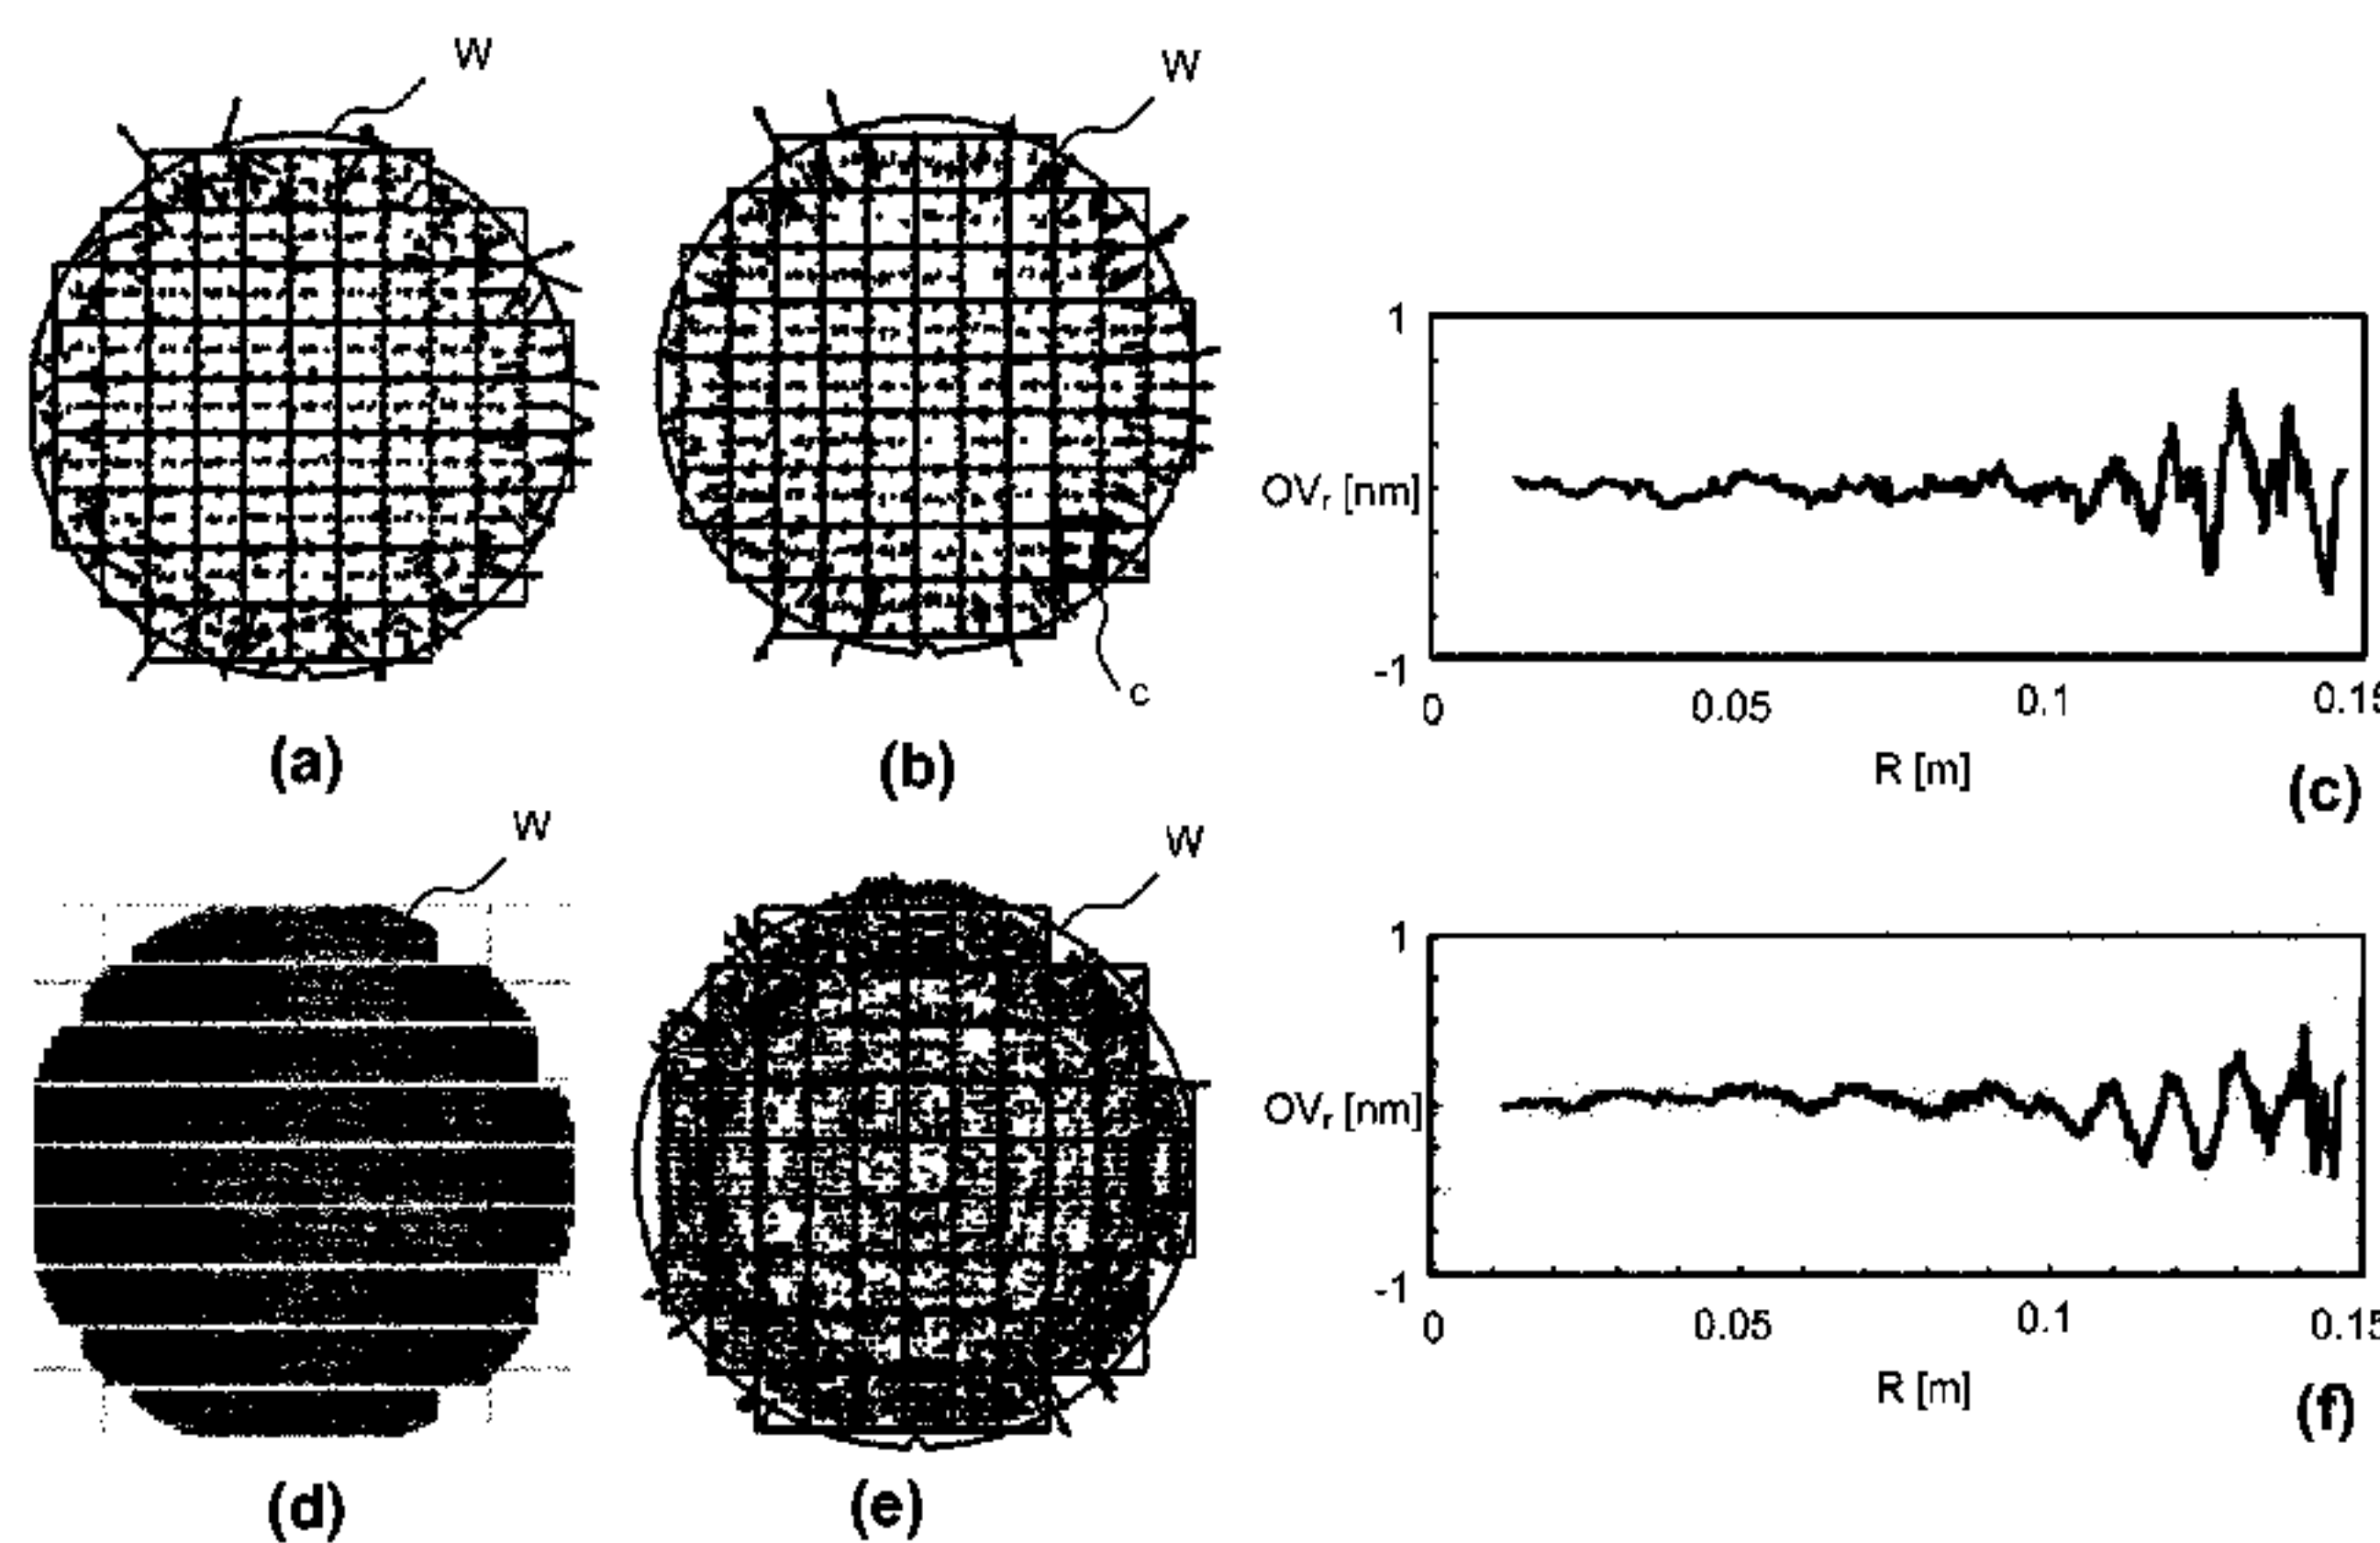 W
W
(a)
(b)
c
1
OVr [nm]
-1
0
0.05
0.1
0.15
R [m]
(c)
W
W
(d)
(e)
1
OVr [nm]
-1
0
0.05
0.1
0.15
R [m]
(f)